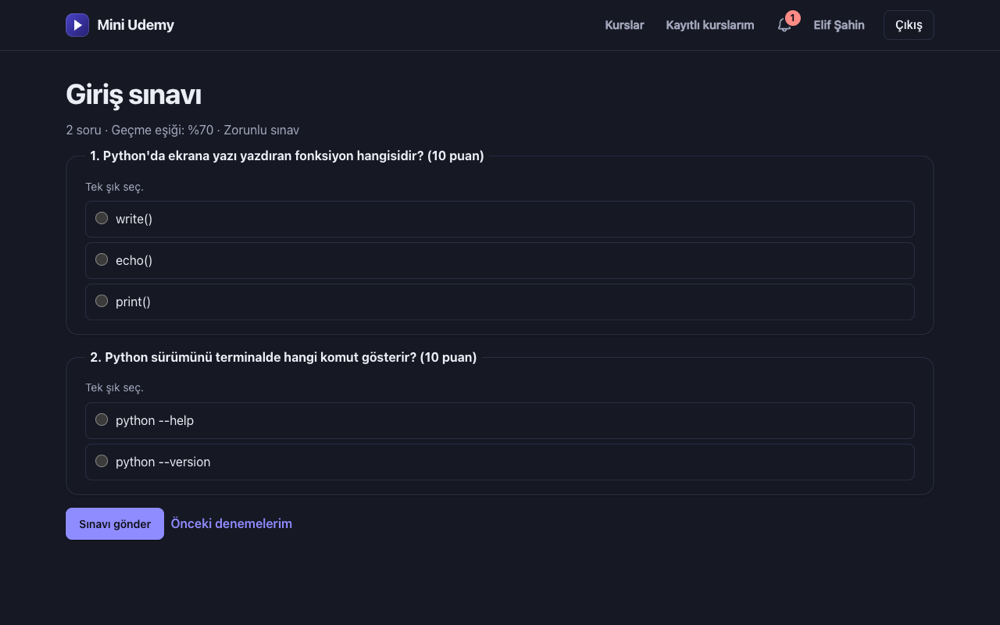 Mini Udemy
Kurslar
Kayıtlı kurslarım
1
Elif Şahin
Çıkış
Giriş sınavı
2 soru · Geçme eşiği: %70 · Zorunlu sınav
1. Python'da ekrana yazı yazdıran fonksiyon hangisidir? (10 puan)
Tek şık seç.
write()
echo()
print()
2. Python sürümünü terminalde hangi komut gösterir? (10 puan)
Tek şık seç.
python --help
python --version
Sınavı gönder
Önceki denemelerim